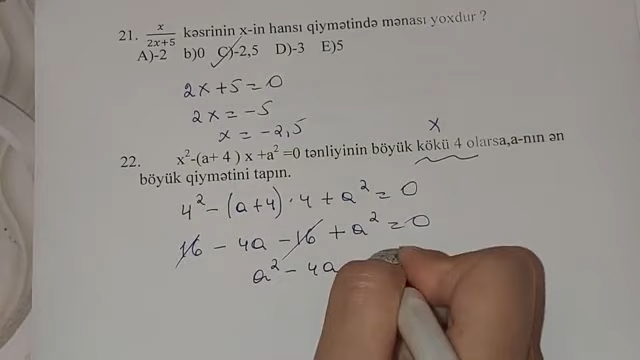 21. x/2x+5 kəsrinin x-in hansı qiymətində mənası yoxdur ?
A)-2 b)0 C)-2,5 D)-3 E)5
2x+5=0
2x=-5
x=-2,5
x
22. x²-(a+ 4 ) x +a² =0 tənliyinin böyük kökü 4 olarsa,a-nın ən
böyük qiymətini tapın.
4²-(a+4)·4+a²=0
16-4a-16+a²=0
a²-4a